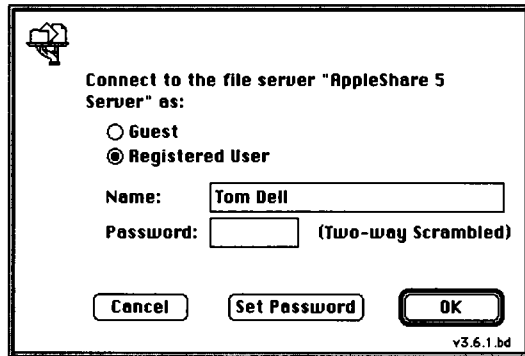 Connect to the file server "AppleShare 5
Server" as:
Guest
Registered User
Name: Tom Dell
Password: (Two-way Scrambled)
Cancel Set Password OK
v3.6.1.bd